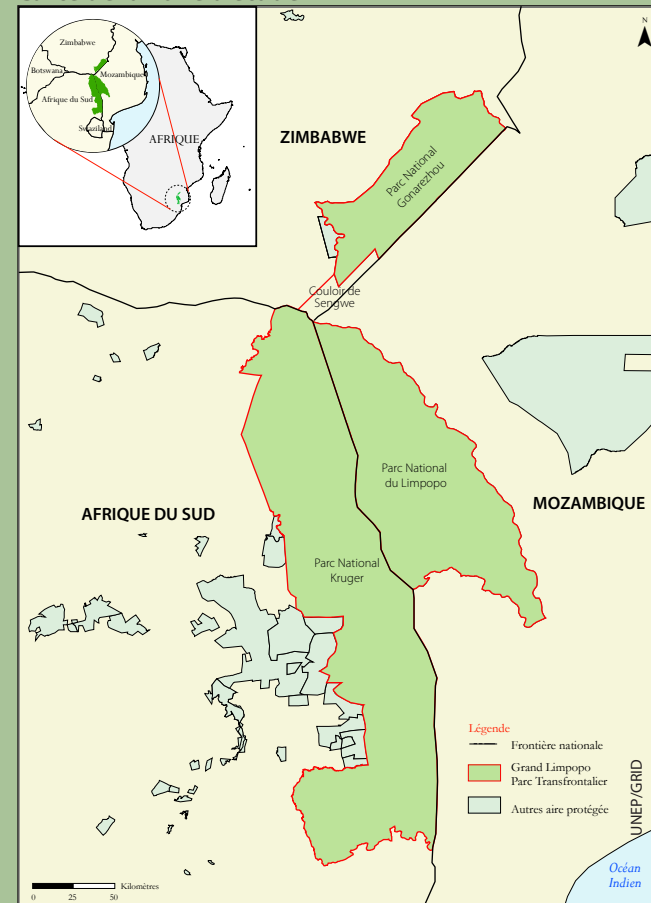 Zimbabwe
Botswana
Mozambique
Afrique du Sud
Swaziland
AFRIQUE
N
ZIMBABWE
Parc National
Gonarezhou
Couloir de
Sengwe
Parc National
du Limpopo
MOZAMBIQUE
AFRIQUE DU SUD
Parc National
Kruger
Légende
Frontière nationale
Grand Limpopo
Parc Transfrontalier
Autres aire protégée
UNEP/GRID
Océan
Indien
Kilomètres
0 25 50